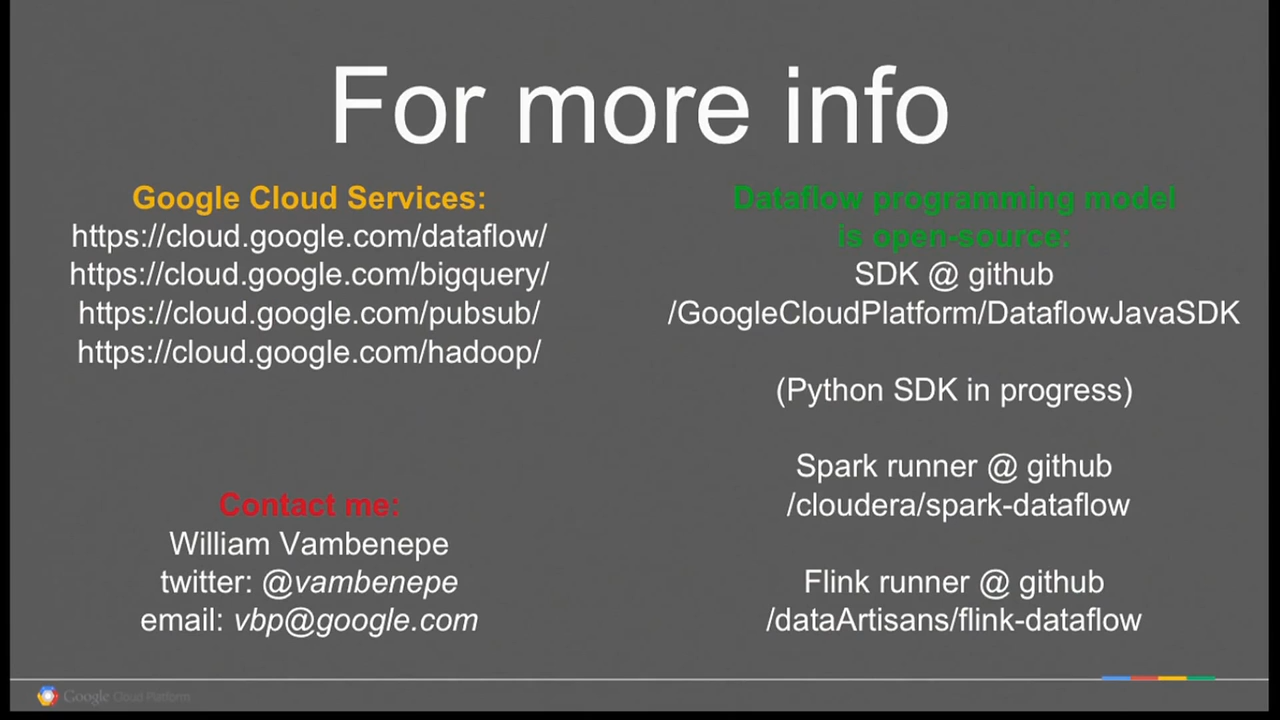 For more info
Google Cloud Services:
https://cloud.google.com/dataflow/
https://cloud.google.com/bigquery/
https://cloud.google.com/pubsub/
https://cloud.google.com/hadoop/
Contact me:
William Vambenepe
twitter: @vambenepe
email: vbp@google.com
Dataflow programming model
is open-source:
SDK @ github
/GoogleCloudPlatform/DataflowJavaSDK
(Python SDK in progress)
Spark runner @ github
/cloudera/spark-dataflow
Flink runner @ github
/dataArtisans/flink-dataflow
Google Cloud Platform